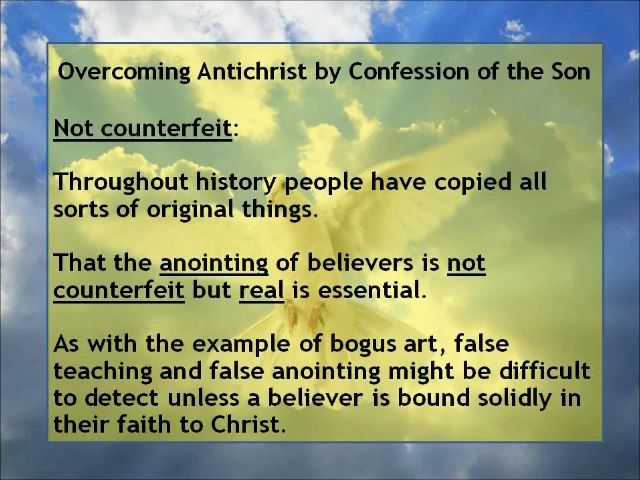 Overcoming Antichrist by Confession of the Son
Not counterfeit:
Throughout history people have copied all
sorts of original things.
That the anointing of believers is not
counterfeit but real is essential.
As with the example of bogus art, false
teaching and false anointing might be difficult
to detect unless a believer is bound solidly in
their faith to Christ.